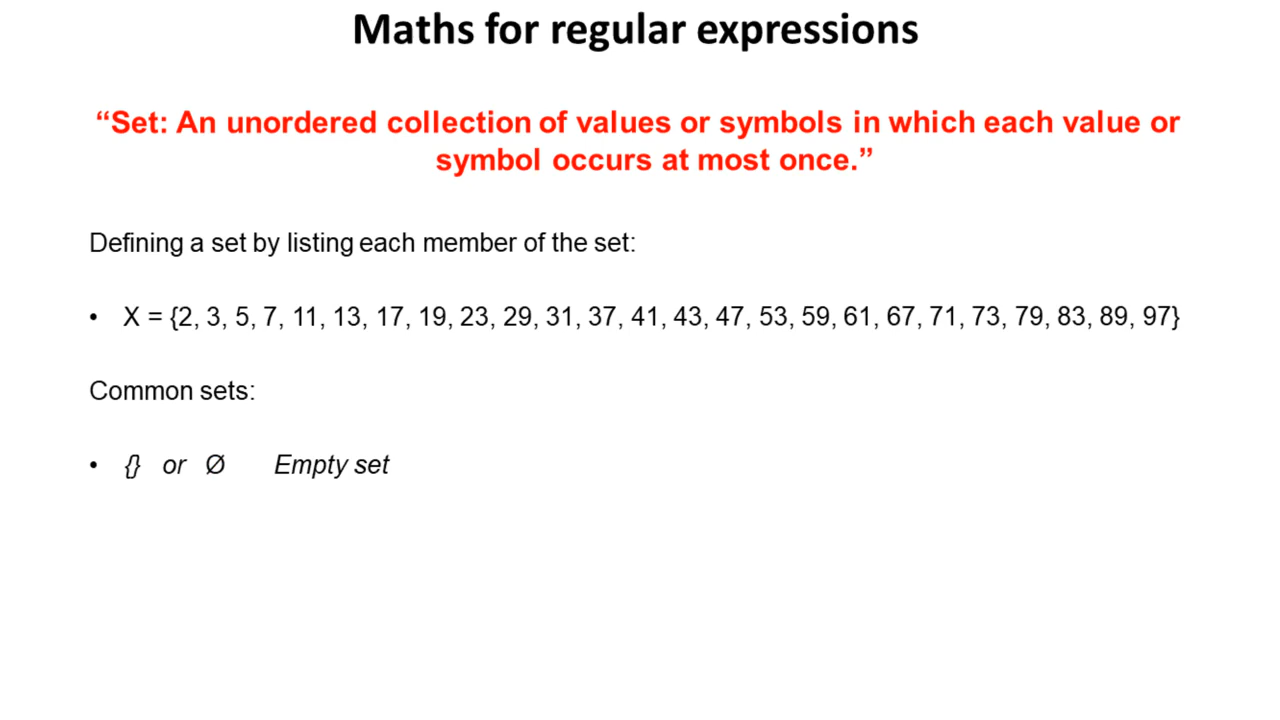 Maths for regular expressions
“Set: An unordered collection of values or symbols in which each value or
symbol occurs at most once.”
Defining a set by listing each member of the set:
• X = {2, 3, 5, 7, 11, 13, 17, 19, 23, 29, 31, 37, 41, 43, 47, 53, 59, 61, 67, 71, 73, 79, 83, 89, 97}
Common sets:
• {} or Ø Empty set